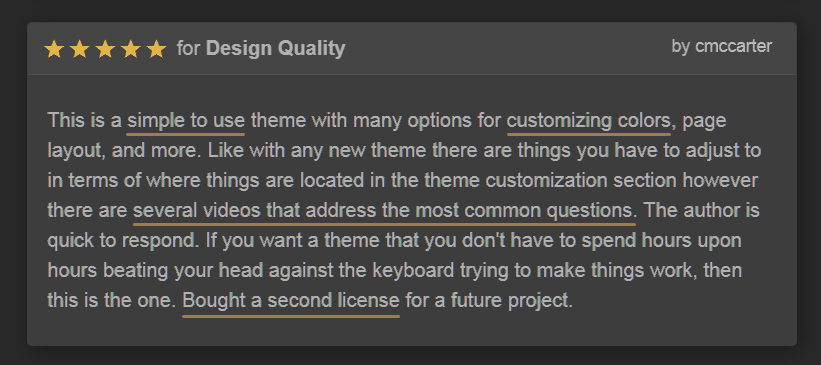 for Design Quality
by cmccarter
This is a simple to use theme with many options for customizing colors, page
layout, and more. Like with any new theme there are things you have to adjust to
in terms of where things are located in the theme customization section however
there are several videos that address the most common questions. The author is
quick to respond. If you want a theme that you don't have to spend hours upon
hours beating your head against the keyboard trying to make things work, then
this is the one. Bought a second license for a future project.